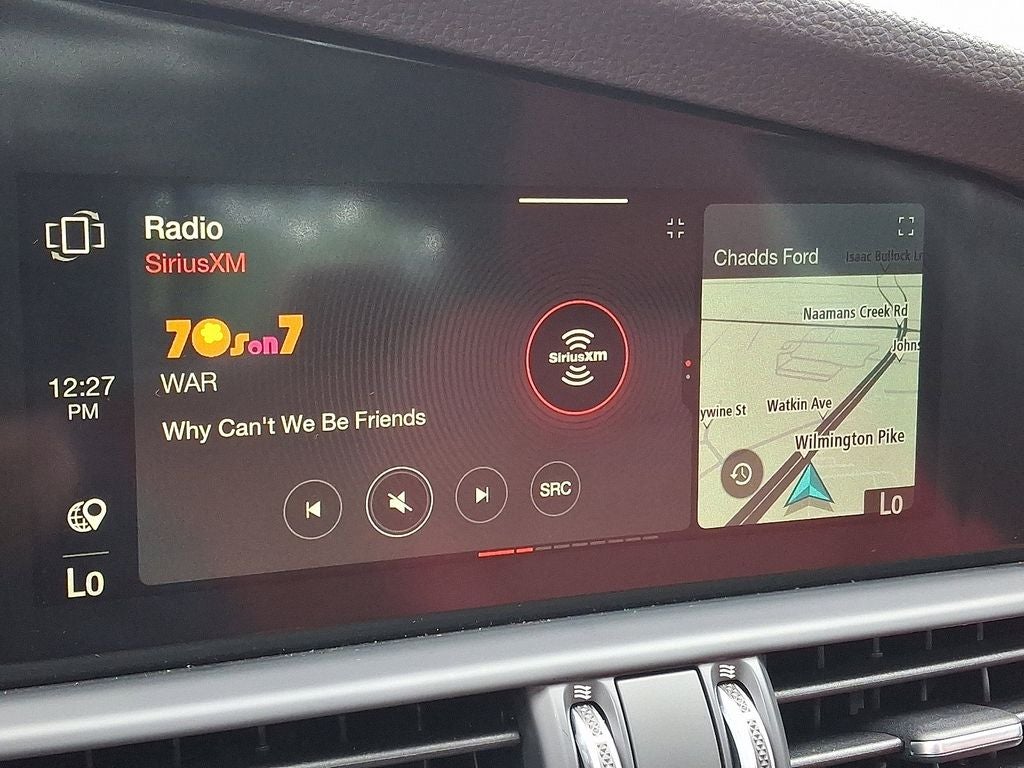 Radio
SiriusXM
70s on 7
WAR
Why Can't We Be Friends
SiriusXM
SRC
12:27
PM
Lo
Chadds Ford
Isaac Bullock Ln
Naamans Creek Rd
Johns
ywine St
Watkin Ave
Wilmington Pike
Lo